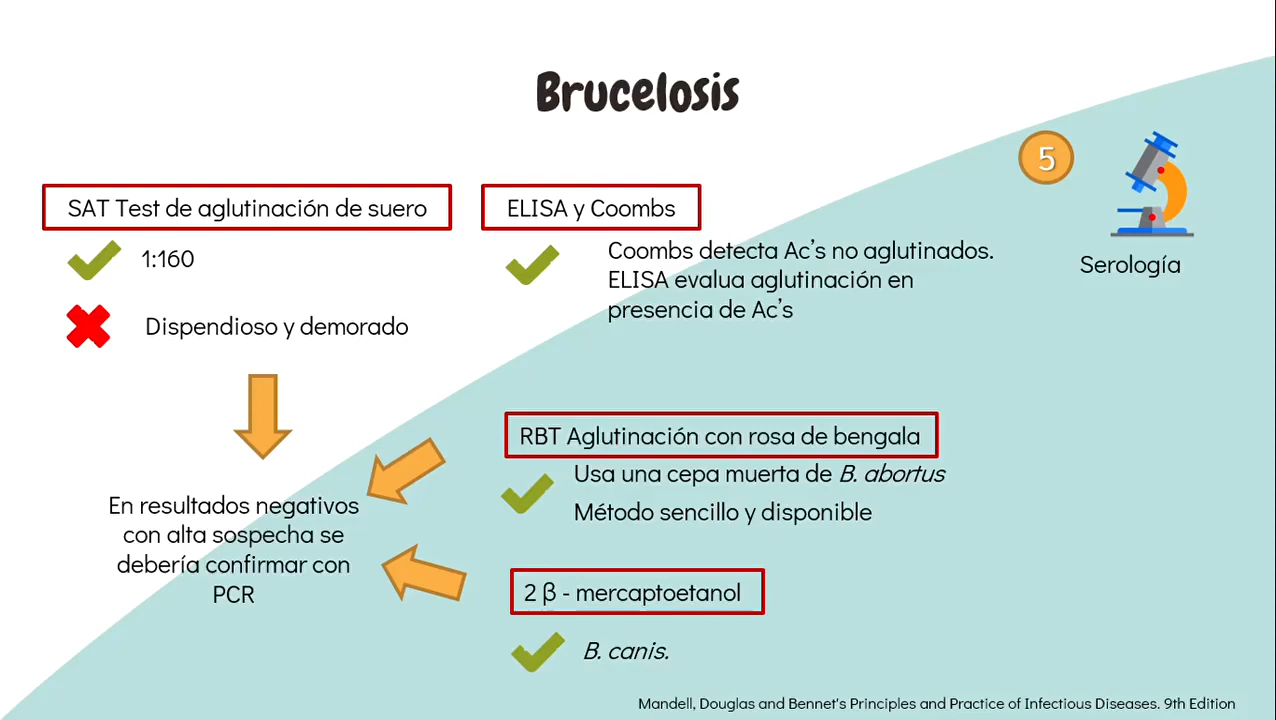 Brucelosis
5
Serología
SAT Test de aglutinación de suero
1:160
Dispendioso y demorado
ELISA y Coombs
Coombs detecta Ac's no aglutinados.
ELISA evalua aglutinación en
presencia de Ac's
RBT Aglutinación con rosa de bengala
Usa una cepa muerta de B. abortus
Método sencillo y disponible
2 β - mercaptoetanol
B. canis.
En resultados negativos
con alta sospecha se
debería confirmar con
PCR
Mandell, Douglas and Bennet's Principles and Practice of Infectious Diseases. 9th Edition